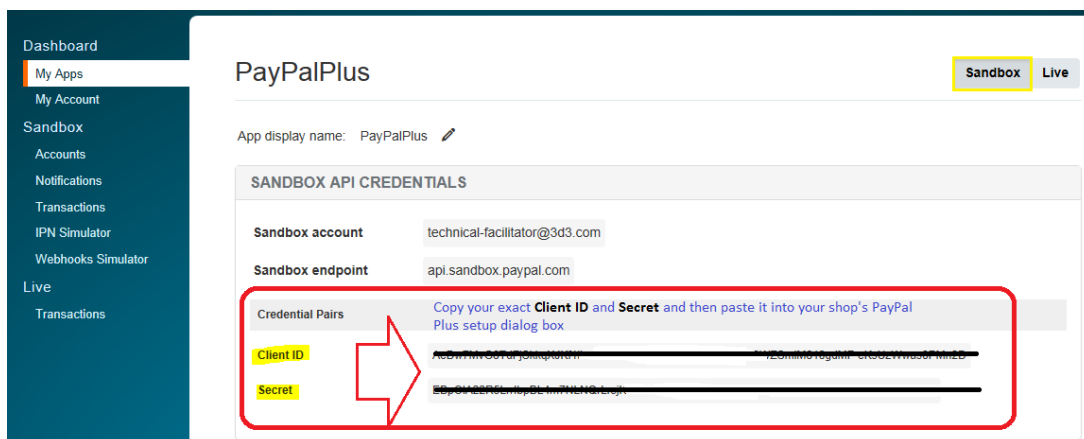 Dashboard
My Apps
My Account
Sandbox
Accounts
Notifications
Transactions
IPN Simulator
Webhooks Simulator
Live
Transactions
PayPalPlus
Sandbox Live
App display name: PayPalPlus
SANDBOX API CREDENTIALS
Sandbox account technical-facilitator@3d3.com
Sandbox endpoint api.sandbox.paypal.com
Credential Pairs Copy your exact Client ID and Secret and then paste it into your shop's PayPal
Plus setup dialog box
Client ID
Secret